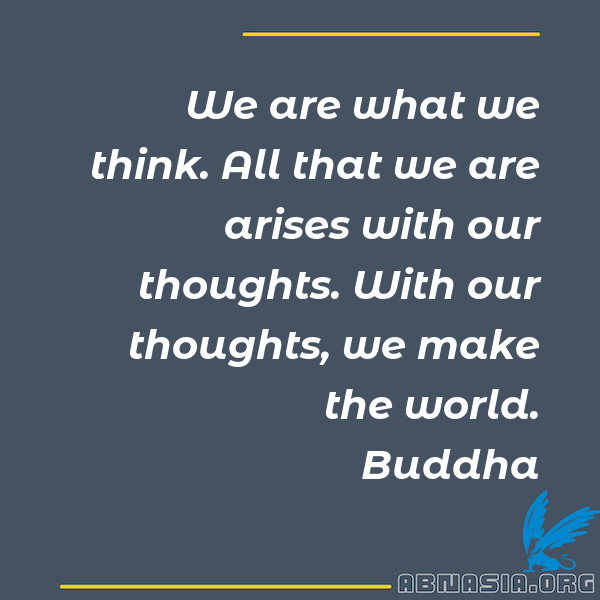 We are what we
think. All that we are
arises with our
thoughts. With our
thoughts, we make
the world.
Buddha
ABNASIA.ORG